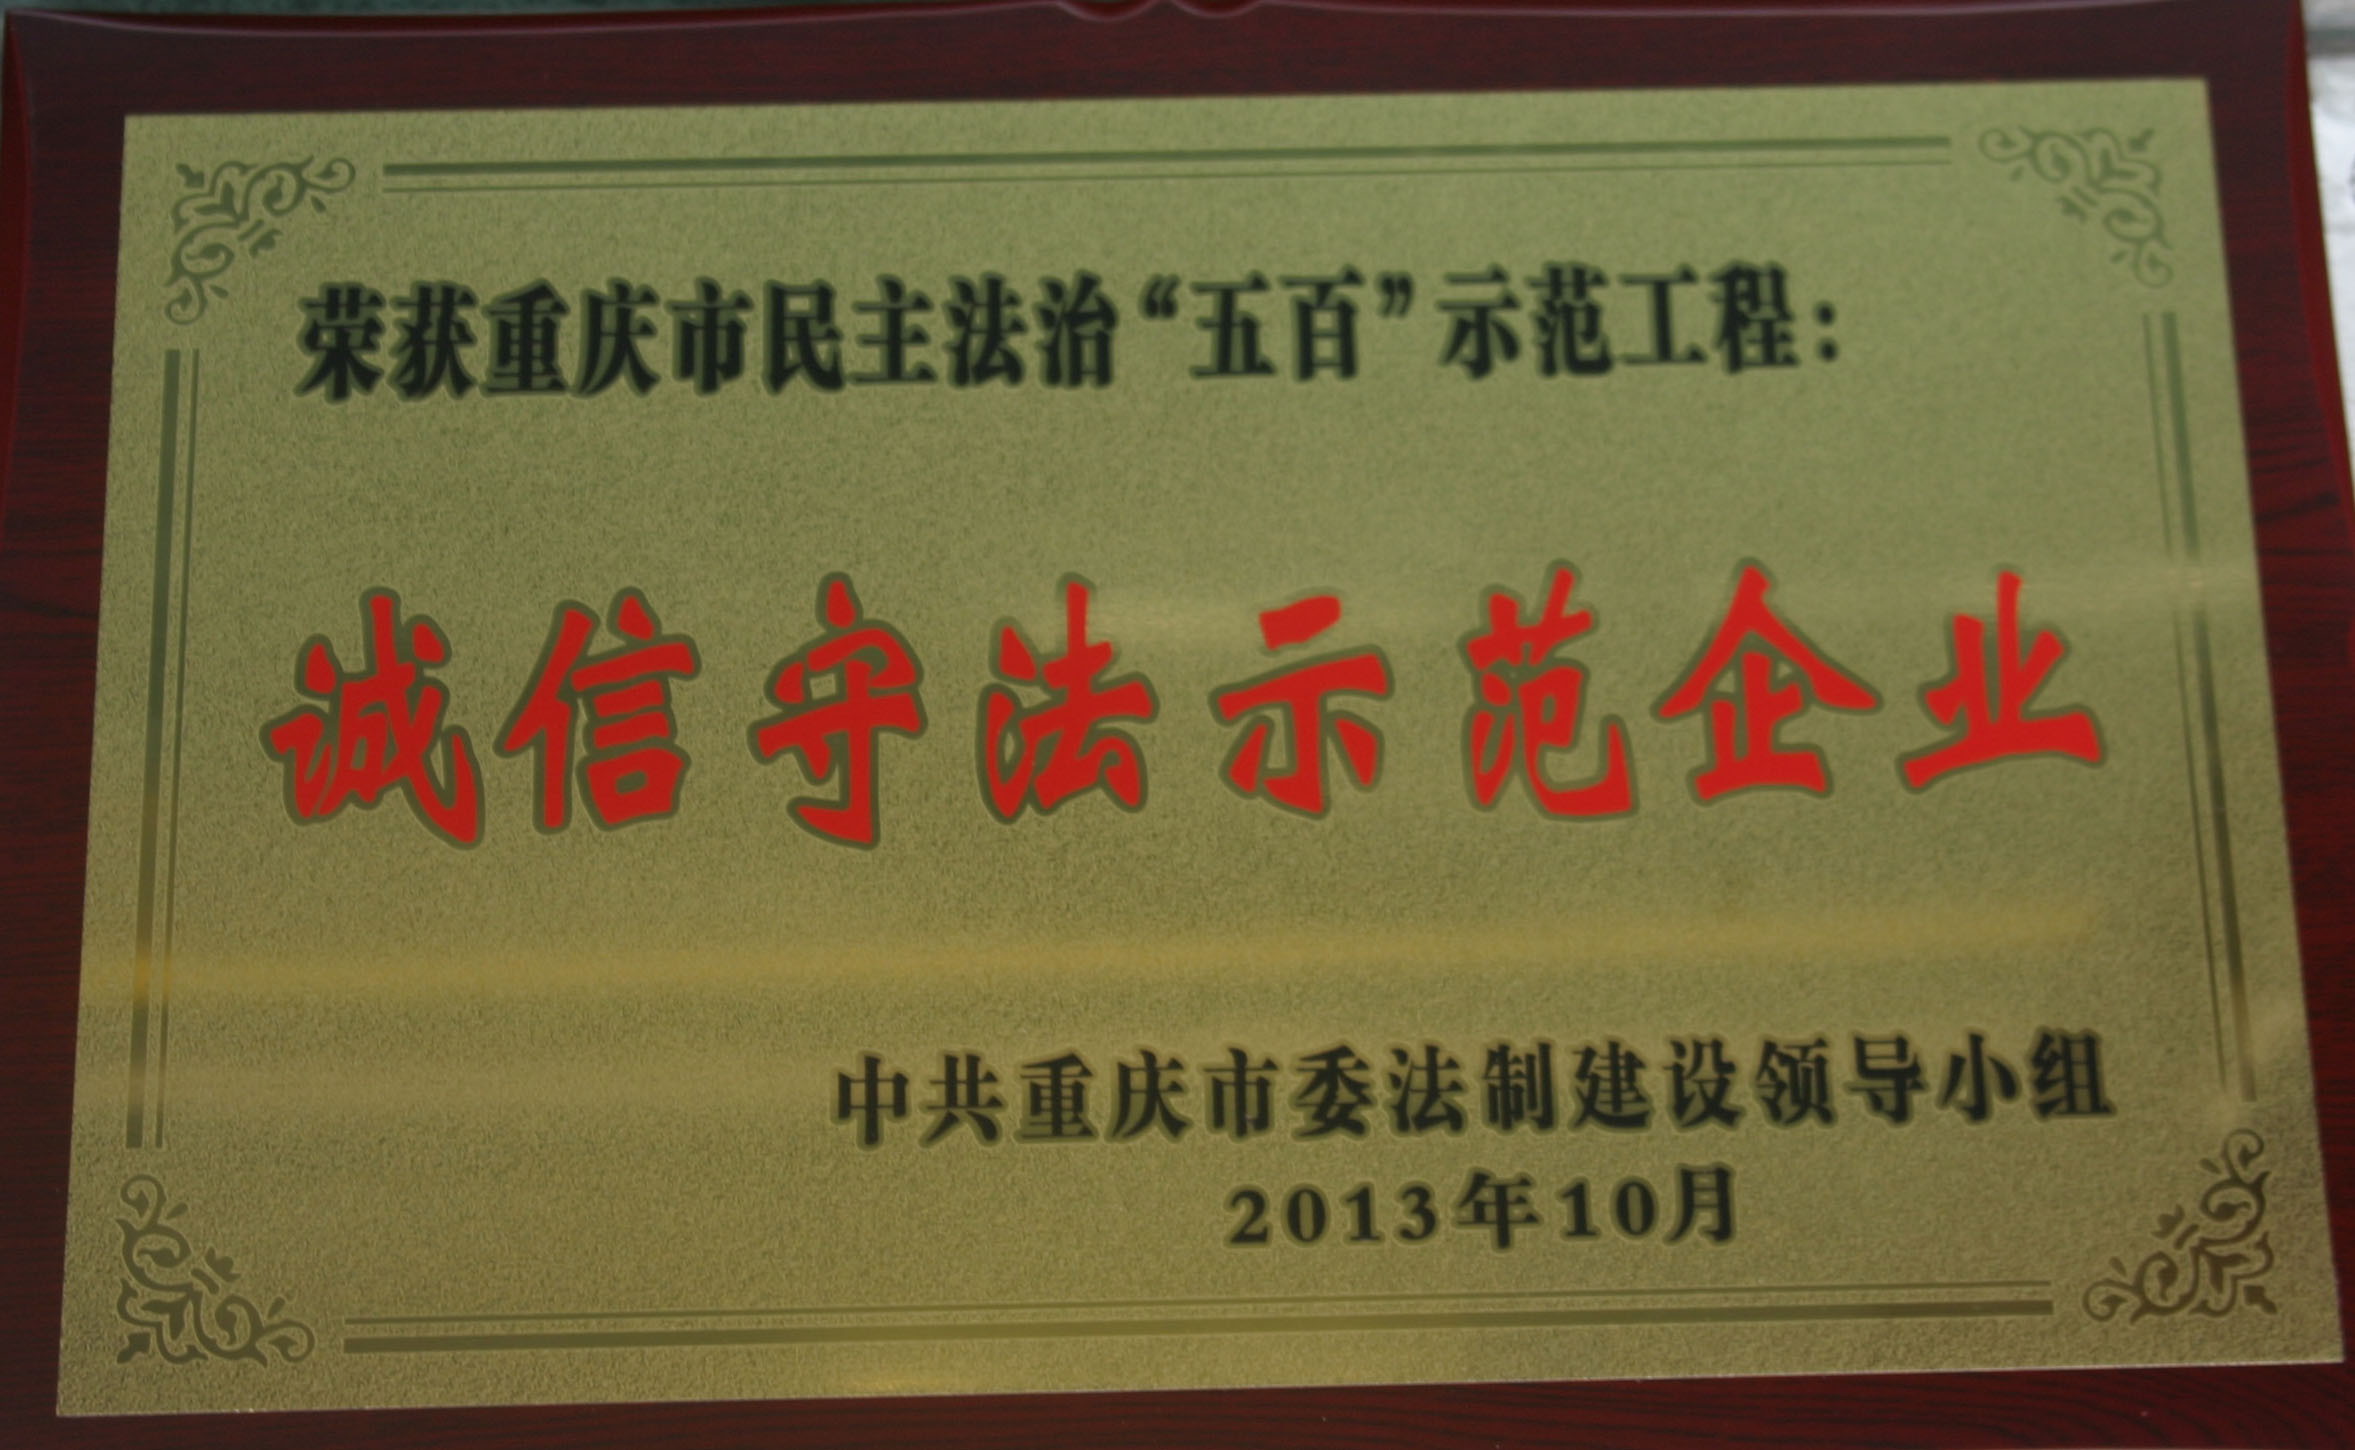 荣获重庆市民主法治“五百”示范工程：
诚信守法示范企业
中共重庆市委法制建设领导小组
2013年10月